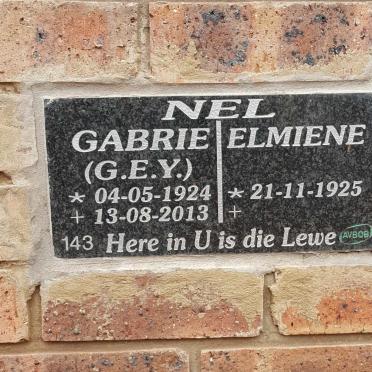 NEL
GABRIE ELMIENE
(G.E.Y.)
* 04-05-1924 * 21-11-1925
+ 13-08-2013 +
143 Here in U is die Lewe AVBOB